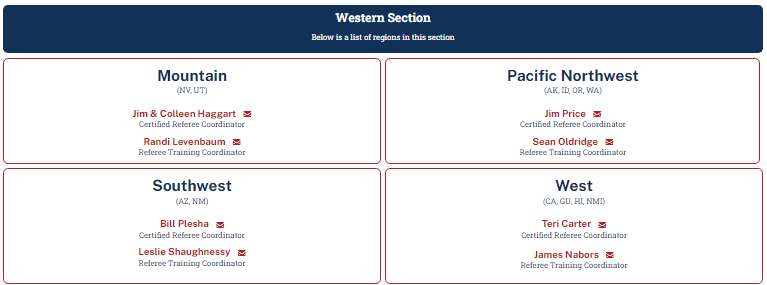 Western Section
Below is a list of regions in this section
Mountain
(NV, UT)
Jim & Colleen Haggart
Certified Referee Coordinator
Randi Levenbaum
Referee Training Coordinator
Pacific Northwest
(AK, ID, OR, WA)
Jim Price
Certified Referee Coordinator
Sean Oldridge
Referee Training Coordinator
Southwest
(AZ, NM)
Bill Plesha
Certified Referee Coordinator
Leslie Shaughnessy
Referee Training Coordinator
West
(CA, GU, HI, NMI)
Teri Carter
Certified Referee Coordinator
James Nabors
Referee Training Coordinator